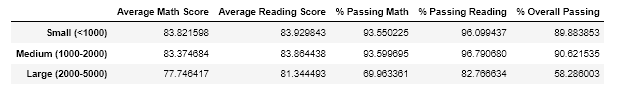 Average Math Score Average Reading Score % Passing Math % Passing Reading % Overall Passing
Small (<1000) 83.821598 83.929843 93.550225 96.099437 89.883853
Medium (1000-2000) 83.374684 83.864438 93.599695 96.790680 90.621535
Large (2000-5000) 77.746417 81.344493 69.963361 82.766634 58.286003